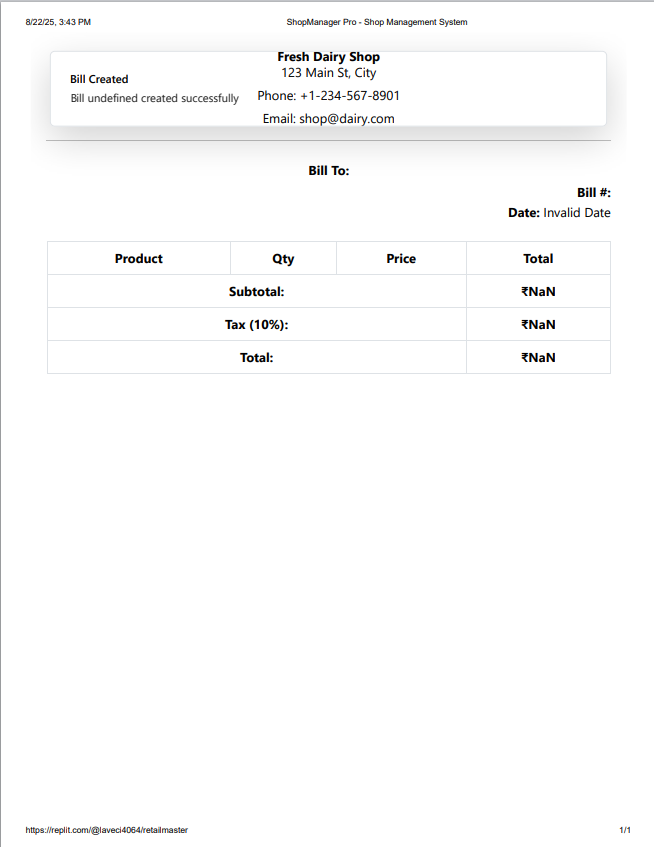 8/22/25, 3:43 PM ShopManager Pro - Shop Management System
Fresh Dairy Shop
123 Main St, City
Phone: +1-234-567-8901
Email: shop@dairy.com
Bill Created
Bill undefined created successfully
Bill To:
Bill #:
Date: Invalid Date
Product Qty Price Total
Subtotal: ₹NaN
Tax (10%): ₹NaN
Total: ₹NaN
https://replit.com/@laveci4064/retailmaster 1/1